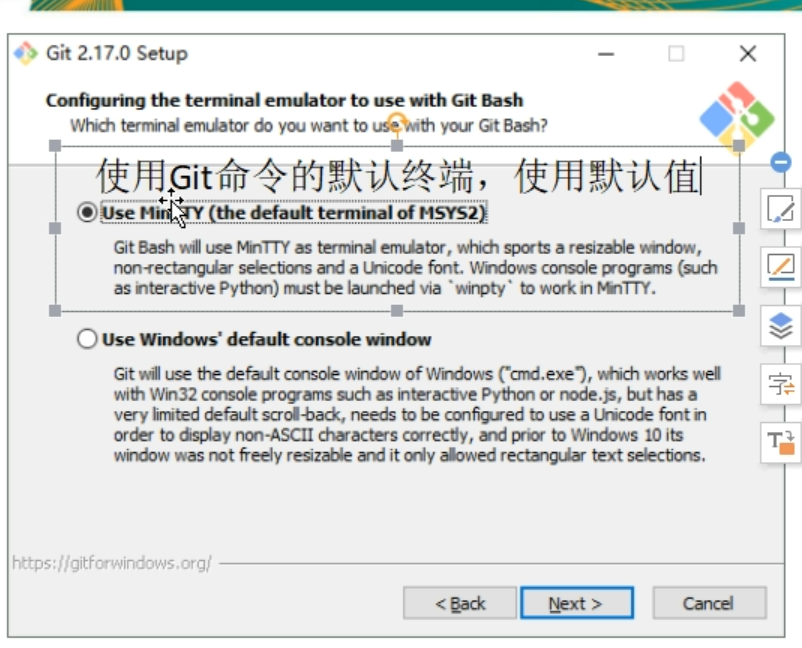 Git 2.17.0 Setup
Configuring the terminal emulator to use with Git Bash
Which terminal emulator do you want to use with your Git Bash?
使用Git命令的默认终端，使用默认值
Use MinTTY (the default terminal of MSYS2)
Git Bash will use MinTTY as terminal emulator, which sports a resizable window,
non-rectangular selections and a Unicode font. Windows console programs (such
as interactive Python) must be launched via `winpty` to work in MinTTY.
Use Windows' default console window
Git will use the default console window of Windows ("cmd.exe"), which works well
with Win32 console programs such as interactive Python or node.js, but has a
very limited default scroll-back, needs to be configured to use a Unicode font in
order to display non-ASCII characters correctly, and prior to Windows 10 its
window was not freely resizable and it only allowed rectangular text selections.
字
T
https://gitforwindows.org/
< Back
Next >
Cancel